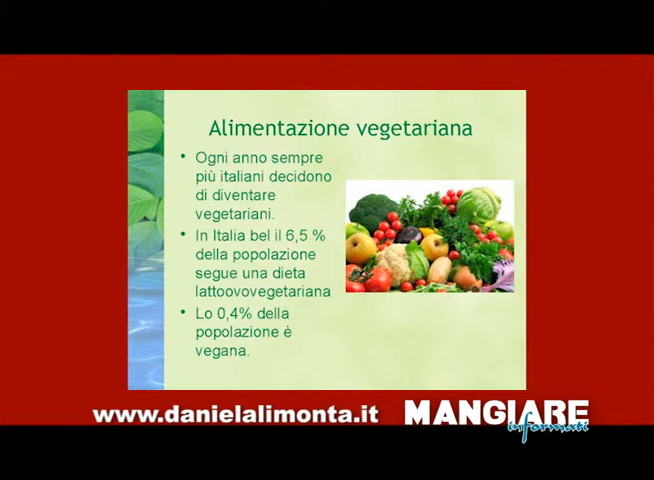 Alimentazione vegetariana
• Ogni anno sempre
più italiani decidono
di diventare
vegetariani.
• In Italia bel il 6,5 %
della popolazione
segue una dieta
lattoovovegetariana
• Lo 0,4% della
popolazione è
vegana.
www.danielalimonta.it MANGIARE
informati